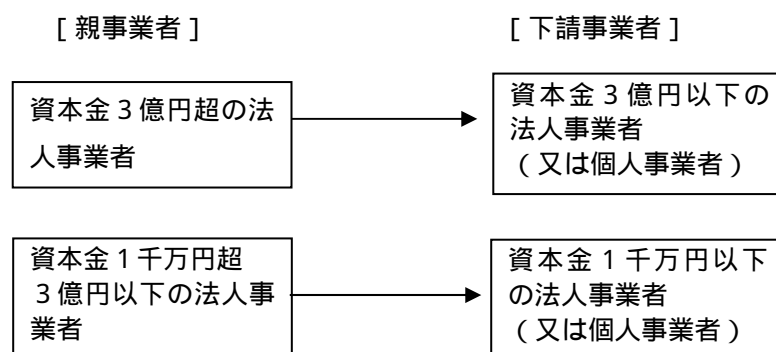 [ 親事業者 ]
[ 下請事業者 ]
資本金３億円超の法
人事業者
資本金３億円以下の
法人事業者
（又は個人事業者）
資本金１千万円超
３億円以下の法人事
業者
資本金１千万円以下
の法人事業者
（又は個人事業者）